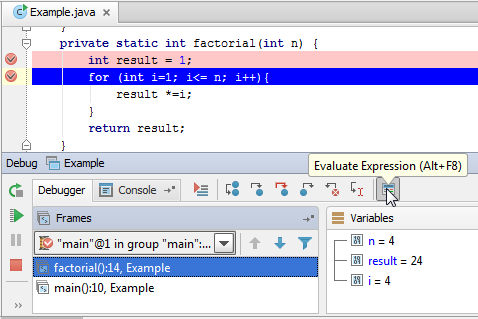 Example.java
}
private static int factorial(int n) {
int result = 1;
for (int i=1; i<= n; i++){
result *=i;
}
return result;
}
Debug Example
Evaluate Expression (Alt+F8)
Debugger Console
Frames
"main"@1 in group "main":...
factorial():14, Example
main():10, Example
Variables
n = 4
result = 24
i = 4